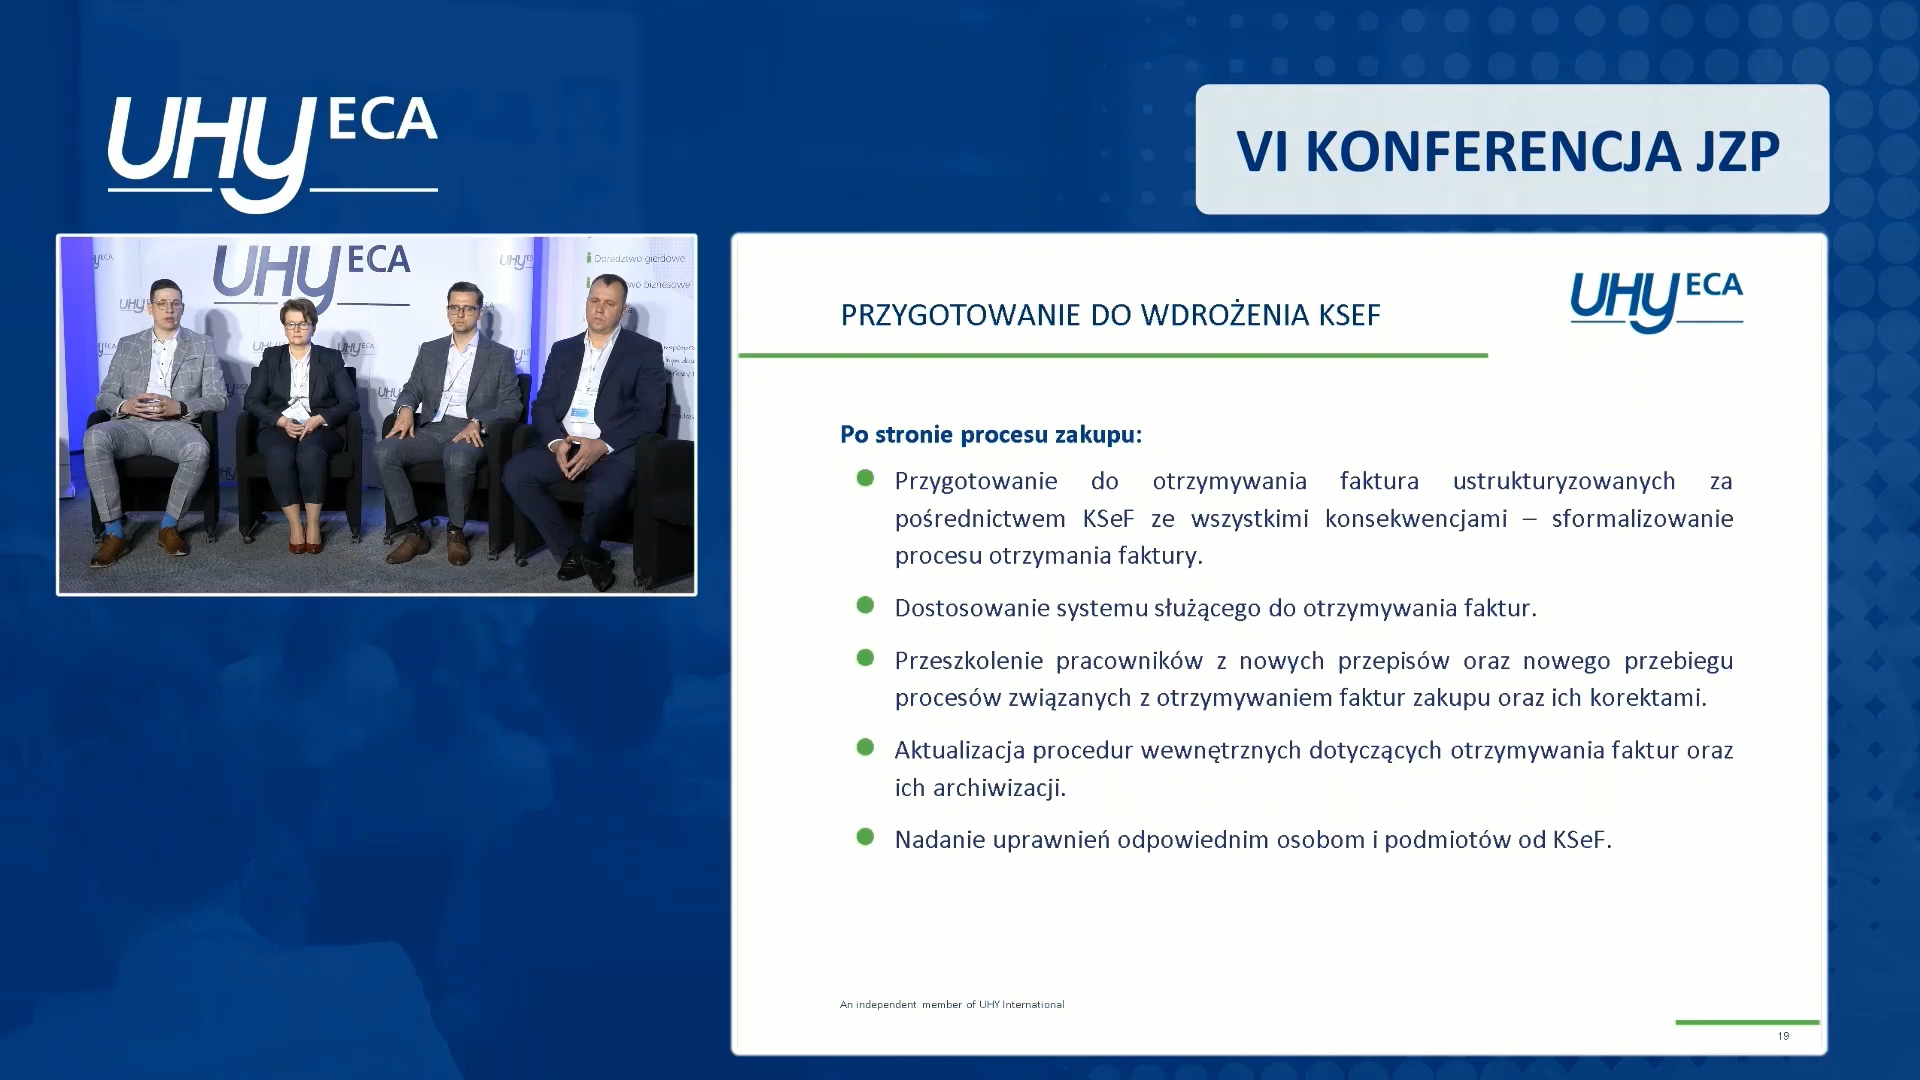 UHY ECA
VI KONFERENCJA JZP
UHY ECA
Doradztwo giełdowe
wo biznesowe
UHY ECA
PRZYGOTOWANIE DO WDROŻENIA KSEF
Po stronie procesu zakupu:
Przygotowanie do otrzymywania faktura ustrukturyzowanych za
pośrednictwem KSeF ze wszystkimi konsekwencjami – sformalizowanie
procesu otrzymania faktury.
Dostosowanie systemu służącego do otrzymywania faktur.
Przeszkolenie pracowników z nowych przepisów oraz nowego przebiegu
procesów związanych z otrzymywaniem faktur zakupu oraz ich korektami.
Aktualizacja procedur wewnętrznych dotyczących otrzymywania faktur oraz
ich archiwizacji.
Nadanie uprawnień odpowiednim osobom i podmiotów od KSeF.
An independent member of UHY International
19